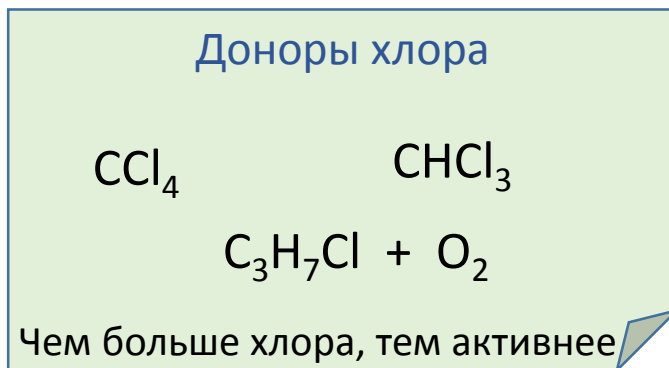 Доноры хлора
CCl₄ CHCl₃
C₃H₇Cl + O₂
Чем больше хлора, тем активнее